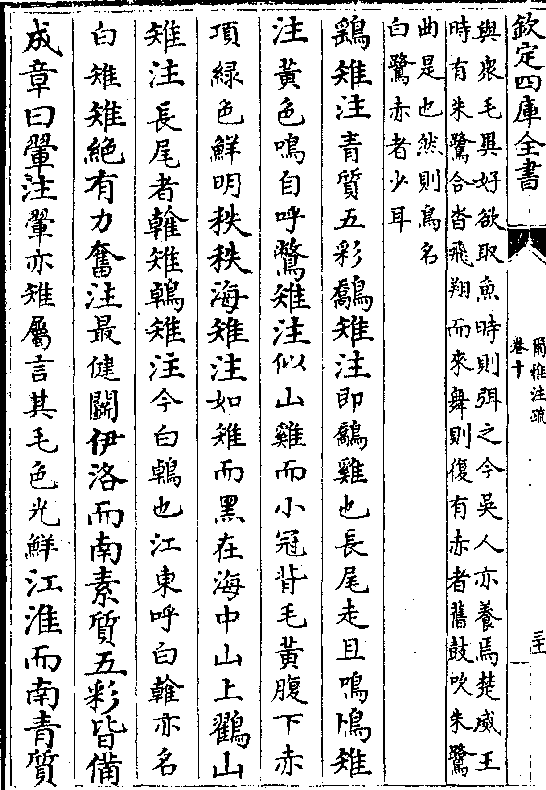 欽定四庫全書
爾雅注疏
卷十
與衆毛異好欲取魚時則弭之今吳人亦養焉楚威王
時有朱鷺合沓飛翔而來舞則復有赤者舊鼓吹朱鷺
曲是也然則鳥名
白鷺赤者少耳
鷂雉注青質五彩鷮雉注即鷮雞也長尾走且鳴鳪雉
注黃色鳴自呼鷩雉注似山雞而小冠背毛黃腹下赤
項緑色鮮明秩秩海雉注如雉而黑在海中山上鸐山
雉注長尾者雗雉鵫雉注今白鵫也江東呼白雗亦名
白雉雉絶有力奮注最健鬭伊洛而南素質五彩皆備
成章曰翬注翬亦雉屬言其毛色光鮮江淮而南青質